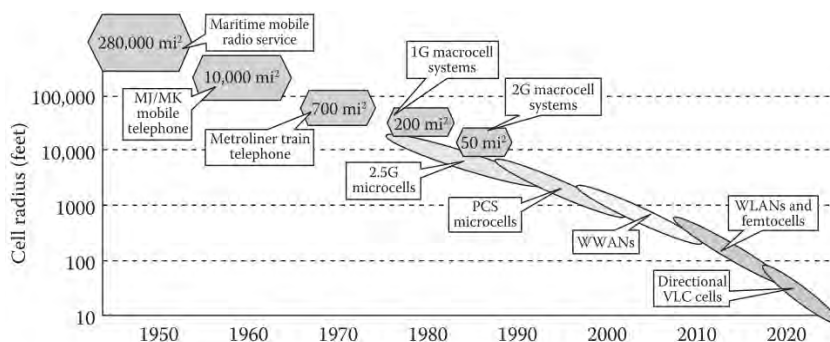 Maritime mobile
radio service
280,000 mi²
10,000 mi²
MJ/MK
mobile
telephone
700 mi²
Metroliner train
telephone
1G macrocell
systems
200 mi²
2G macrocell
systems
50 mi²
2.5G
microcells
PCS
microcells
WWANs
WLANs and
femtocells
Directional
VLC cells
Cell radius (feet)
100,000
10,000
1000
100
10
1950 1960 1970 1980 1990 2000 2010 2020